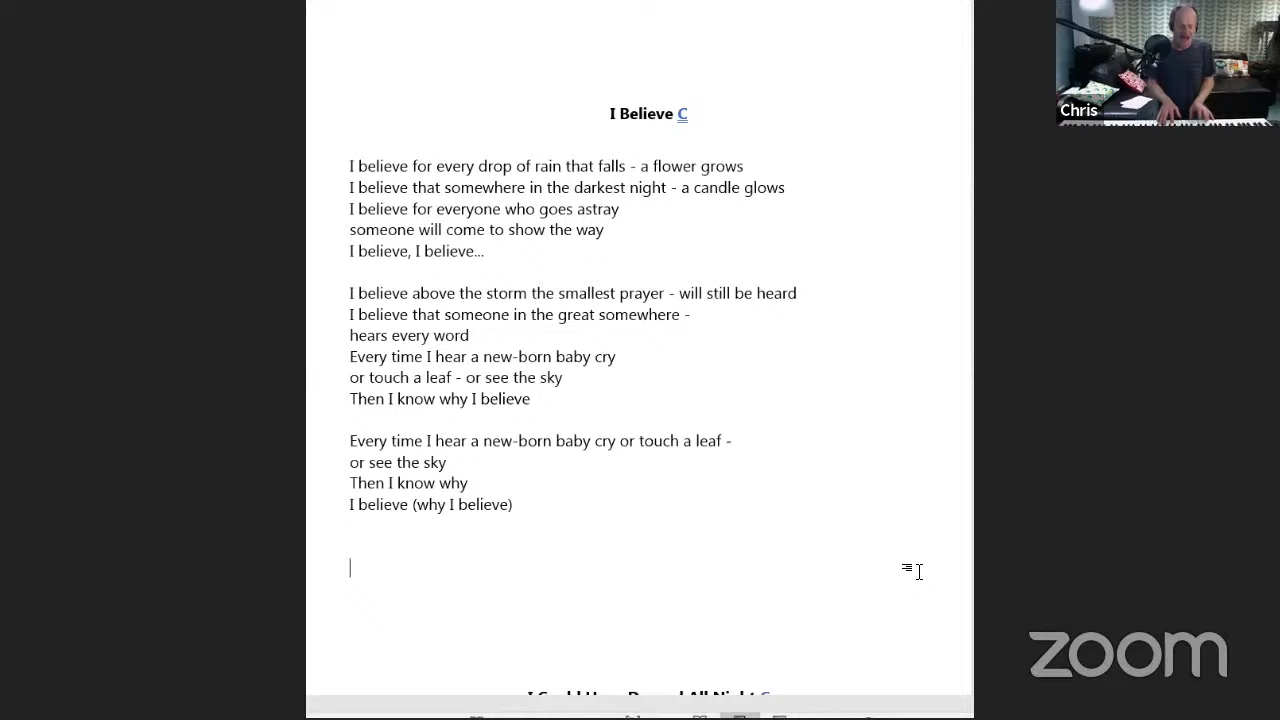 I Believe C
Chris
I believe for every drop of rain that falls - a flower grows
I believe that somewhere in the darkest night - a candle glows
I believe for everyone who goes astray
someone will come to show the way
I believe, I believe...
I believe above the storm the smallest prayer - will still be heard
I believe that someone in the great somewhere -
hears every word
Every time I hear a new-born baby cry
or touch a leaf - or see the sky
Then I know why I believe
Every time I hear a new-born baby cry or touch a leaf -
or see the sky
Then I know why
I believe (why I believe)
zoom
I Could Have Danced All Night C